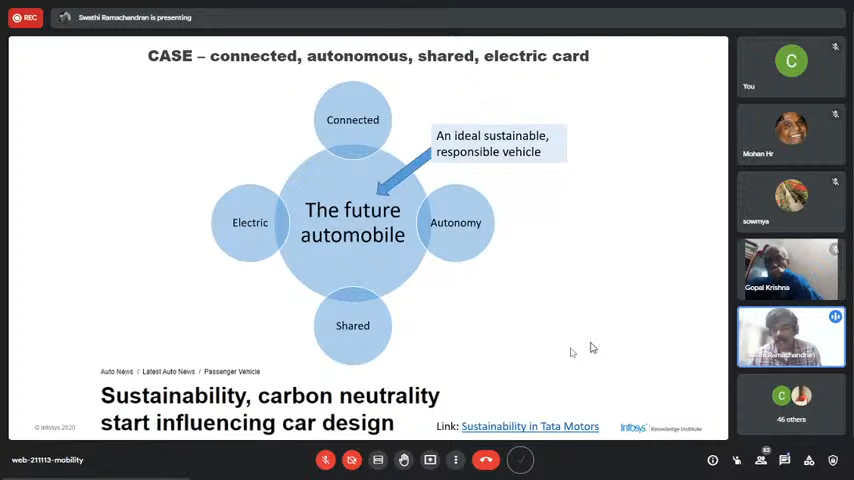 REC
Swathi Ramachandran is presenting
CASE – connected, autonomous, shared, electric card
Connected
An ideal sustainable,
responsible vehicle
Electric
The future
automobile
Autonomy
Shared
Auto News / Latest Auto News / Passenger Vehicle
Sustainability, carbon neutrality
start influencing car design
© Infosys 2020
Link: Sustainability in Tata Motors
Infosys | Knowledge Institute
C
You
Mohan Hr
sowmya
Gopal Krishna
Swathi Ramachandran
C
46 others
web-211113-mobility